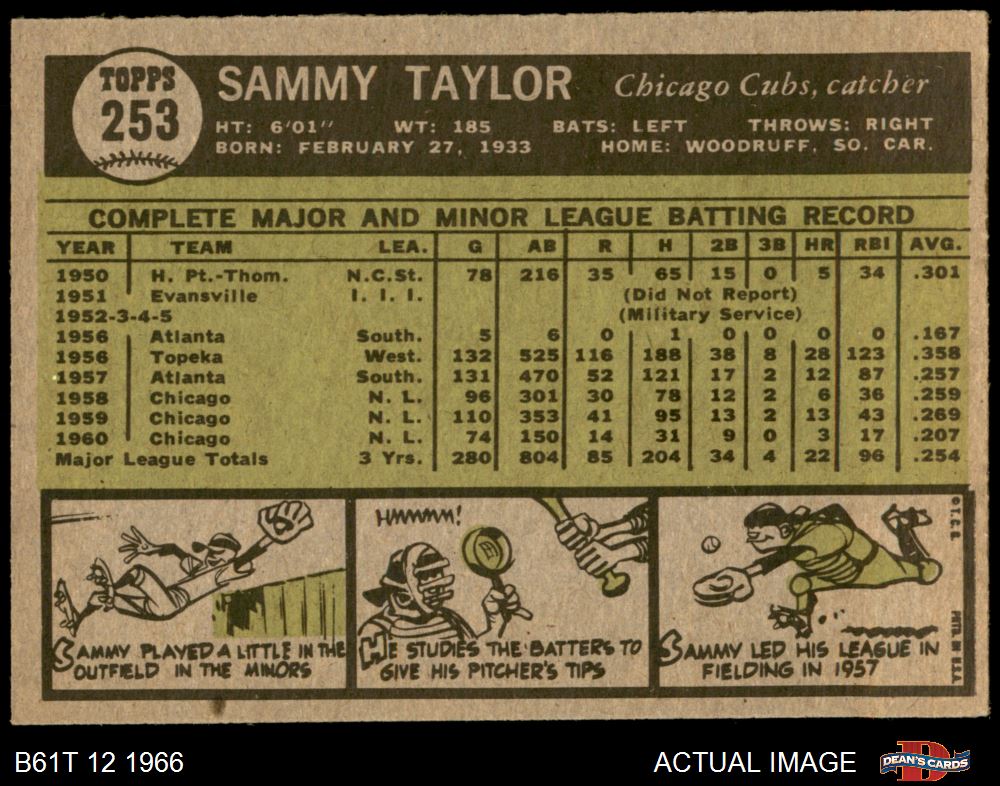 TOPPS
253
SAMMY TAYLOR Chicago Cubs, catcher
HT: 6'01" WT: 185 BATS: LEFT THROWS: RIGHT
BORN: FEBRUARY 27, 1933 HOME: WOODRUFF, SO. CAR.
COMPLETE MAJOR AND MINOR LEAGUE BATTING RECORD
YEAR TEAM LEA. G AB R H 2B 3B HR RBI AVG.
1950 H. Pt.-Thom. N.C.St. 78 216 35 65 15 0 5 34 .301
1951 Evansville I. I. I. (Did Not Report)
1952-3-4-5 (Military Service)
1956 Atlanta South. 5 6 0 1 0 0 0 0 .167
1956 Topeka West. 132 525 116 188 38 8 28 123 .358
1957 Atlanta South. 131 470 52 121 17 2 12 87 .257
1958 Chicago N. L. 96 301 30 78 12 2 6 36 .259
1959 Chicago N. L. 110 353 41 95 13 2 13 43 .269
1960 Chicago N. L. 74 150 14 31 9 0 3 17 .207
Major League Totals 3 Yrs. 280 804 85 204 34 4 22 96 .254
SAMMY PLAYED A LITTLE IN THE
OUTFIELD IN THE MINORS
HMMMM!
HE STUDIES THE BATTERS TO
GIVE HIS PITCHER'S TIPS
SAMMY LED HIS LEAGUE IN
FIELDING IN 1957
© T. C. G. PRTD. IN U.S.A.
B61T 12 1966 ACTUAL IMAGE DEAN'S CARDS